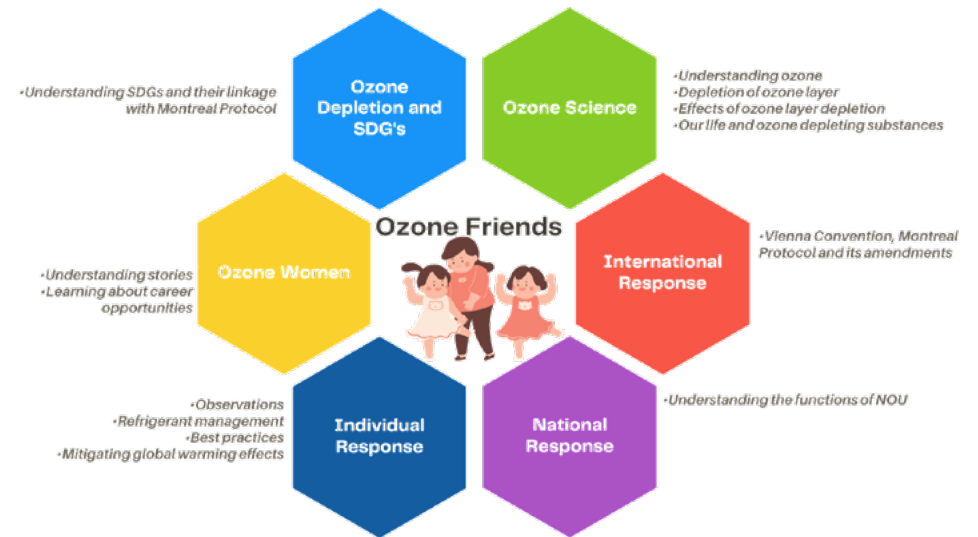 Ozone
Depletion and
SDG's
•Understanding SDGs and their linkage
with Montreal Protocol
Ozone Science
•Understanding ozone
•Depletion of ozone layer
•Effects of ozone layer depletion
•Our life and ozone depleting substances
Ozone Friends
Ozone Women
•Understanding stories
•Learning about career
opportunities
International
Response
•Vienna Convention, Montreal
Protocol and its amendments
Individual
Response
•Observations
•Refrigerant management
•Best practices
•Mitigating global warming effects
National
Response
•Understanding the functions of NOU